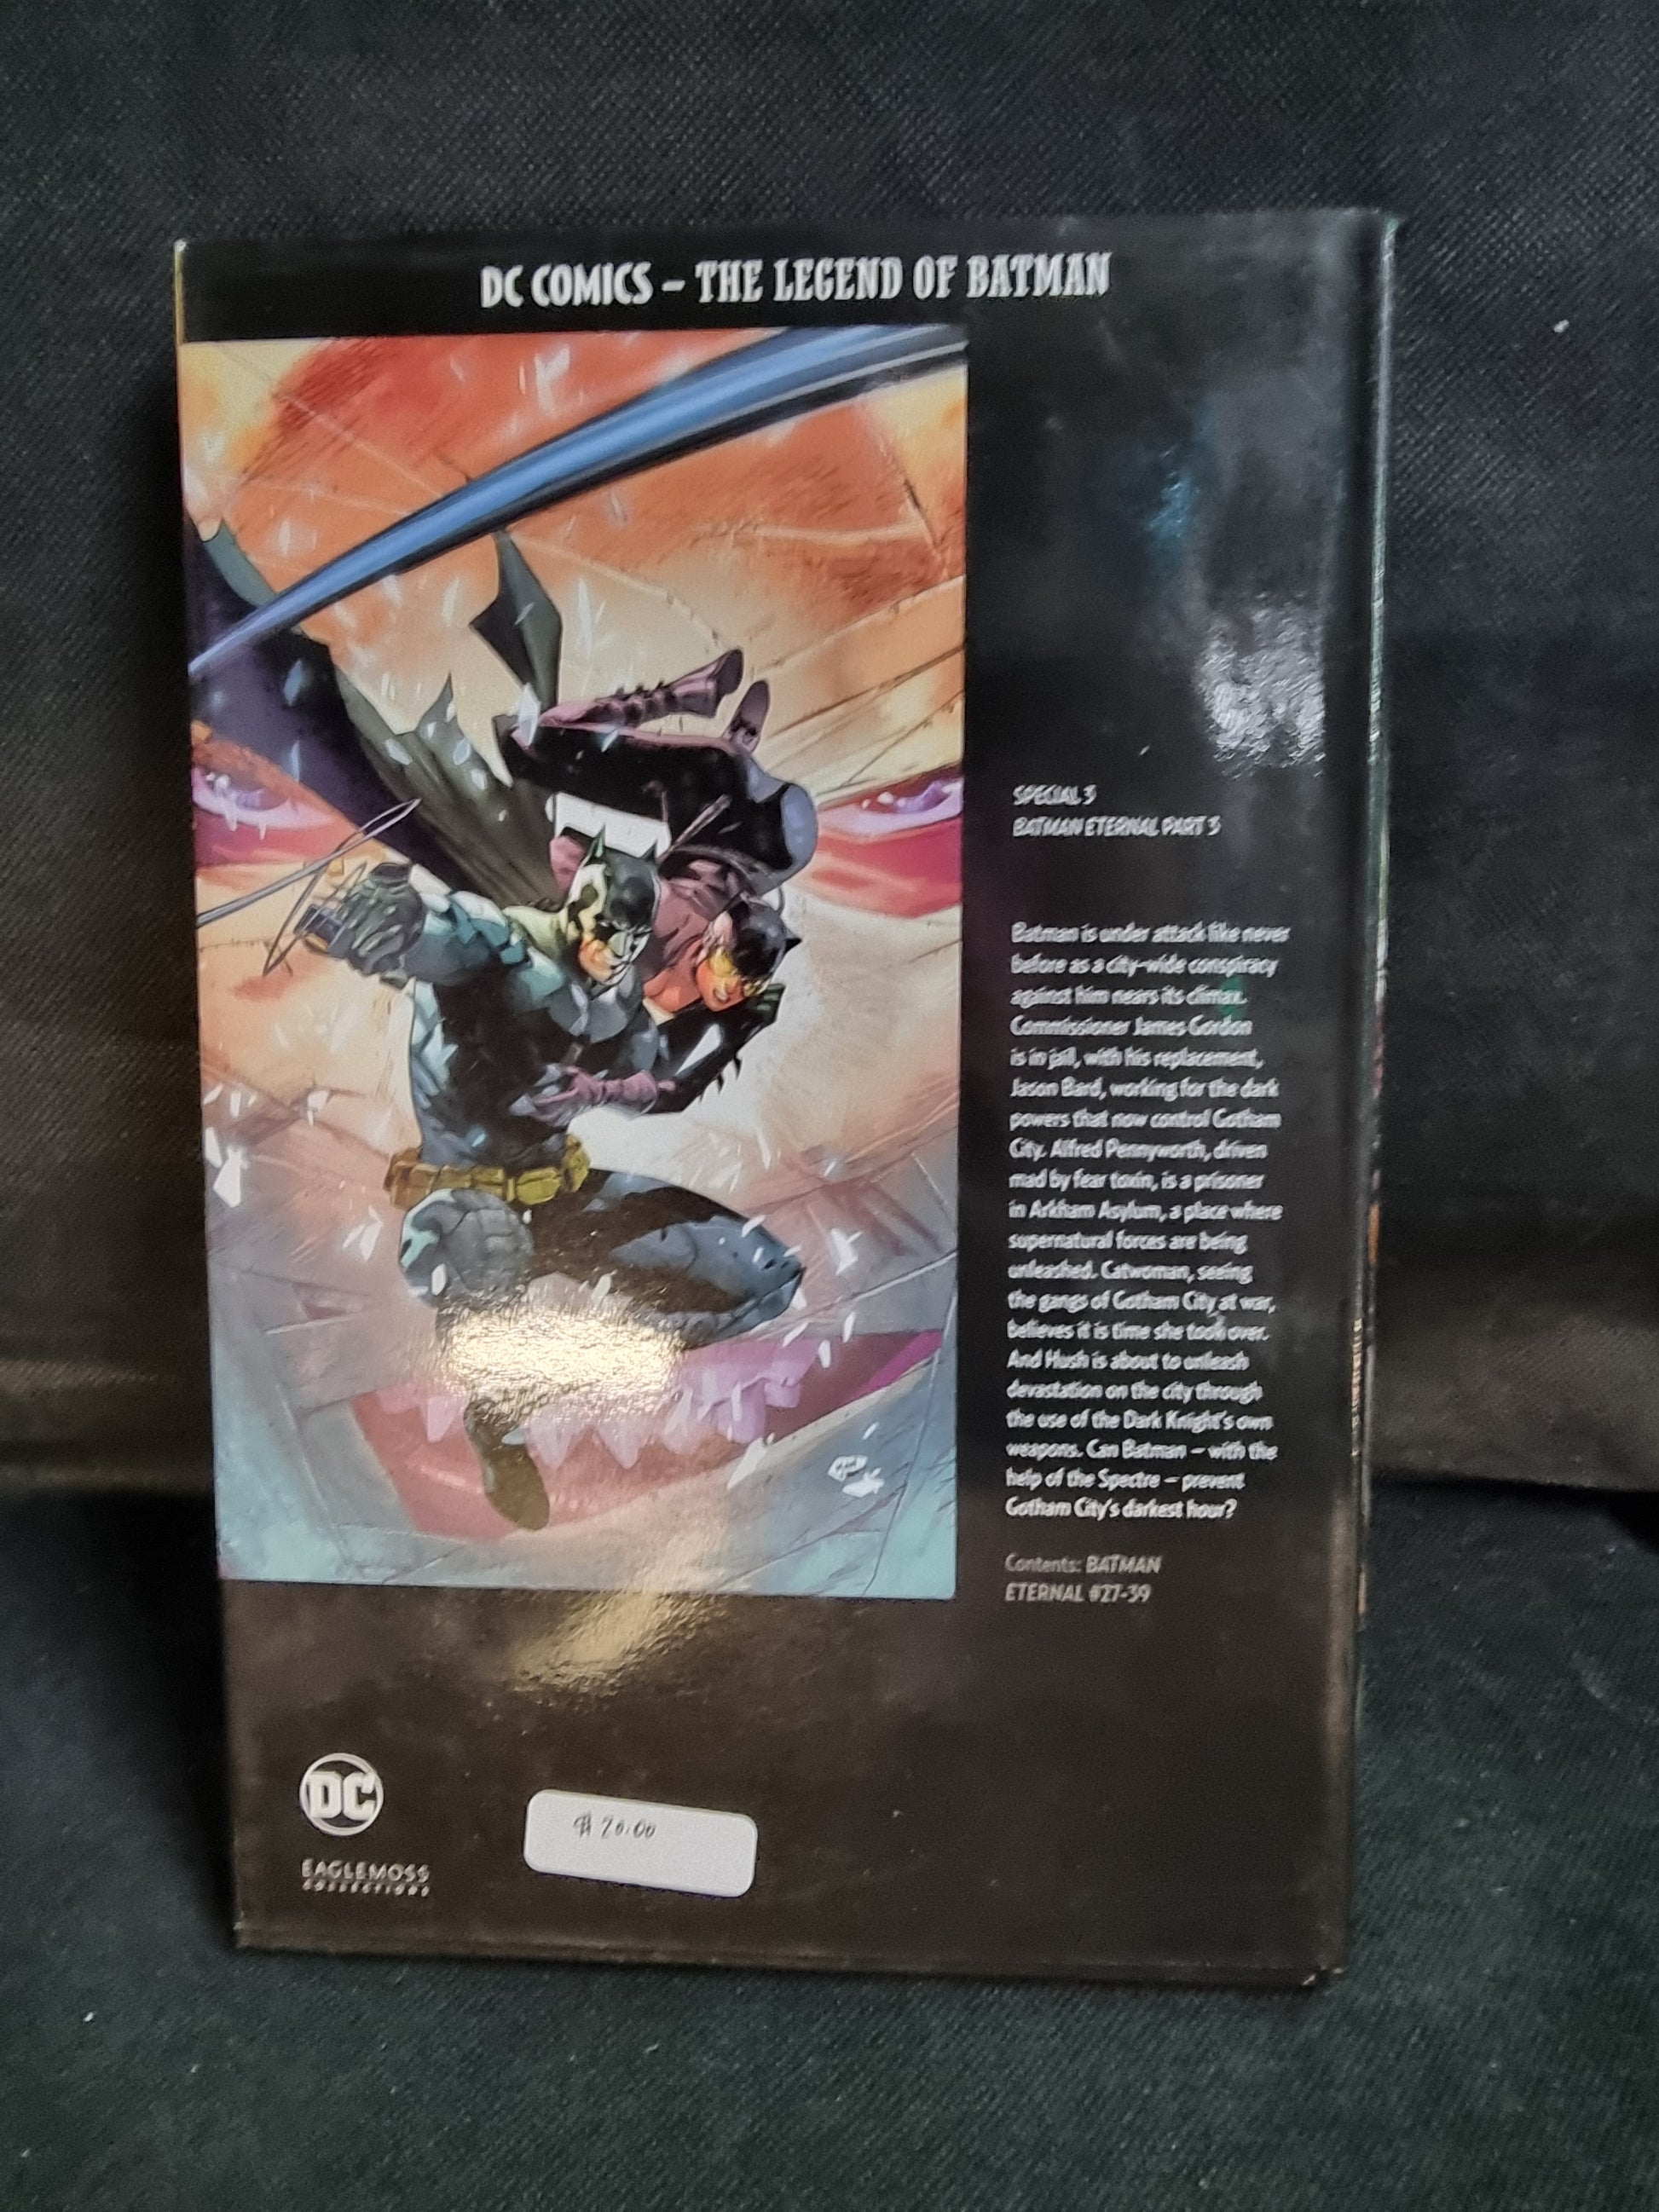 DC COMICS – THE LEGEND OF BATMAN
SPECIAL 3
BATMAN ETERNAL PART 3
Batman is under attack like never
before as a city-wide conspiracy
against him nears its climax.
Commissioner James Gordon
is in jail, with his replacement,
Jason Bard, working for the dark
powers that now control Gotham
City. Alfred Pennyworth, driven
mad by fear toxin, is a prisoner
in Arkham Asylum, a place where
supernatural forces are being
unleashed. Catwoman, seeing
the gangs of Gotham City at war,
believes it is time she took over.
And Hush is about to unleash
devastation on the city through
the use of the Dark Knight's own
weapons. Can Batman – with the
help of the Spectre – prevent
Gotham City's darkest hour?
Contents: BATMAN
ETERNAL #27-39
DC
EAGLEMOSS
COLLECTIONS
$ 20.00